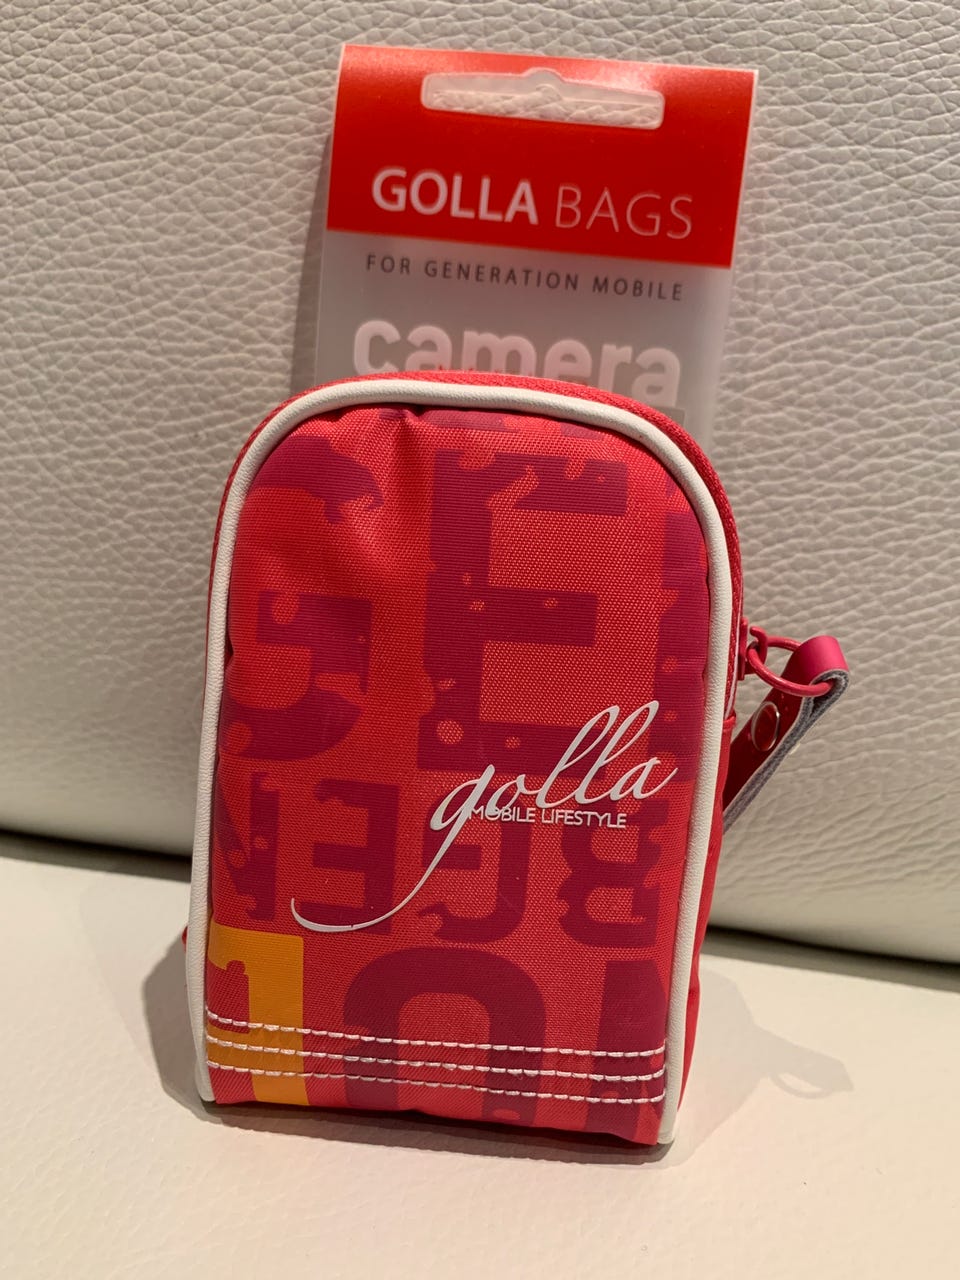 GOLLA BAGS
FOR GENERATION MOBILE
camera
golla
MOBILE LIFESTYLE